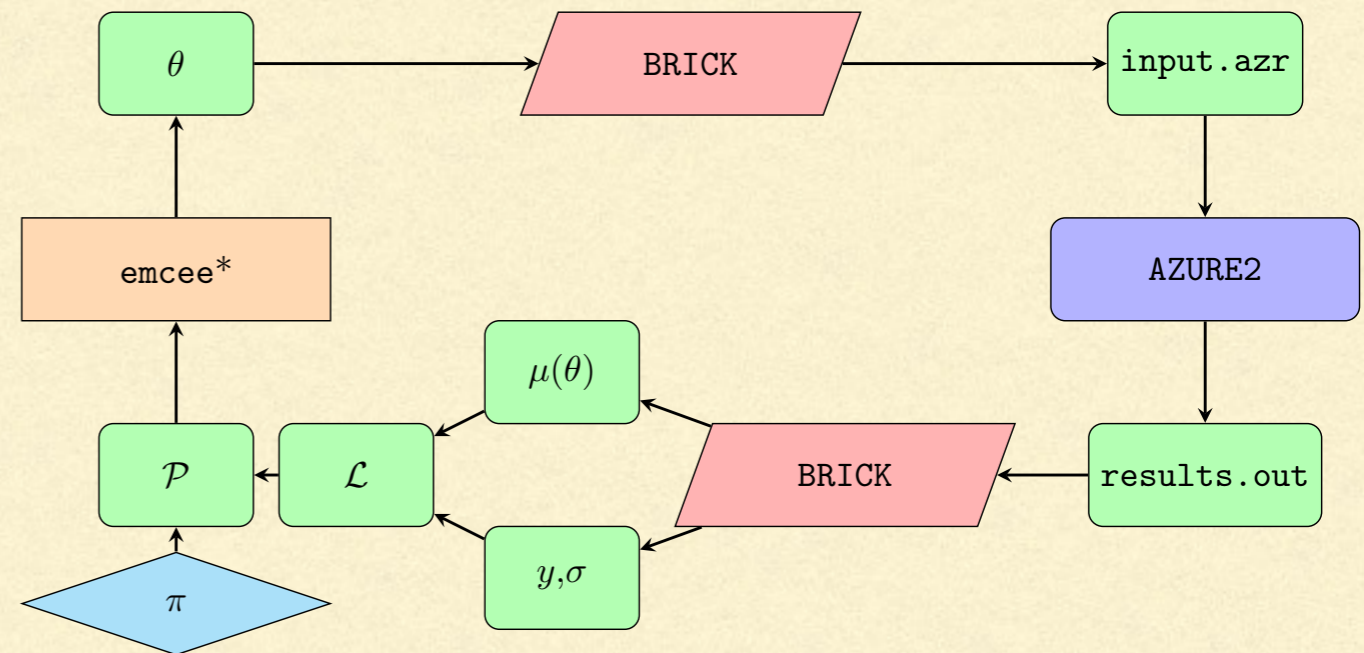 θ
BRICK
input.azr
emcee*
AZURE2
μ(θ)
𝒫
ℒ
BRICK
results.out
y,σ
π